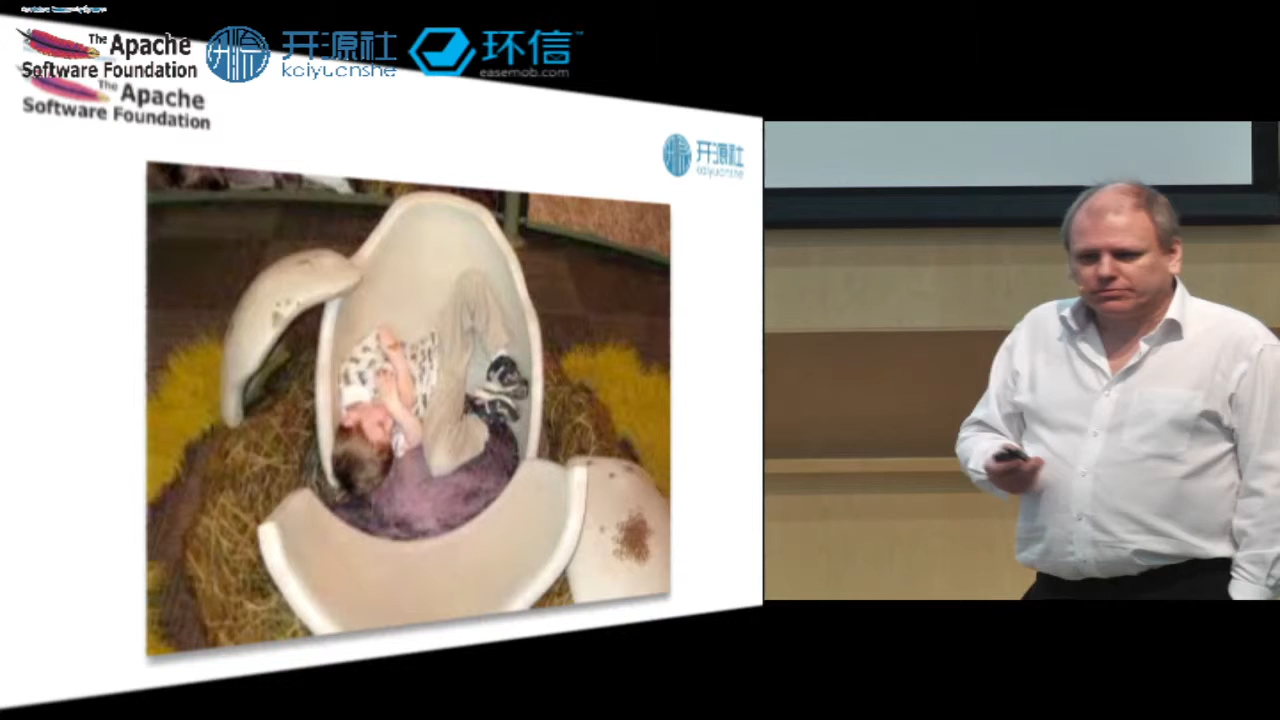 The Apache
Software Foundation
开源社
kaiyuanshe
环信
easemob.com
The Apache
Software Foundation
开源社
kaiyuanshe